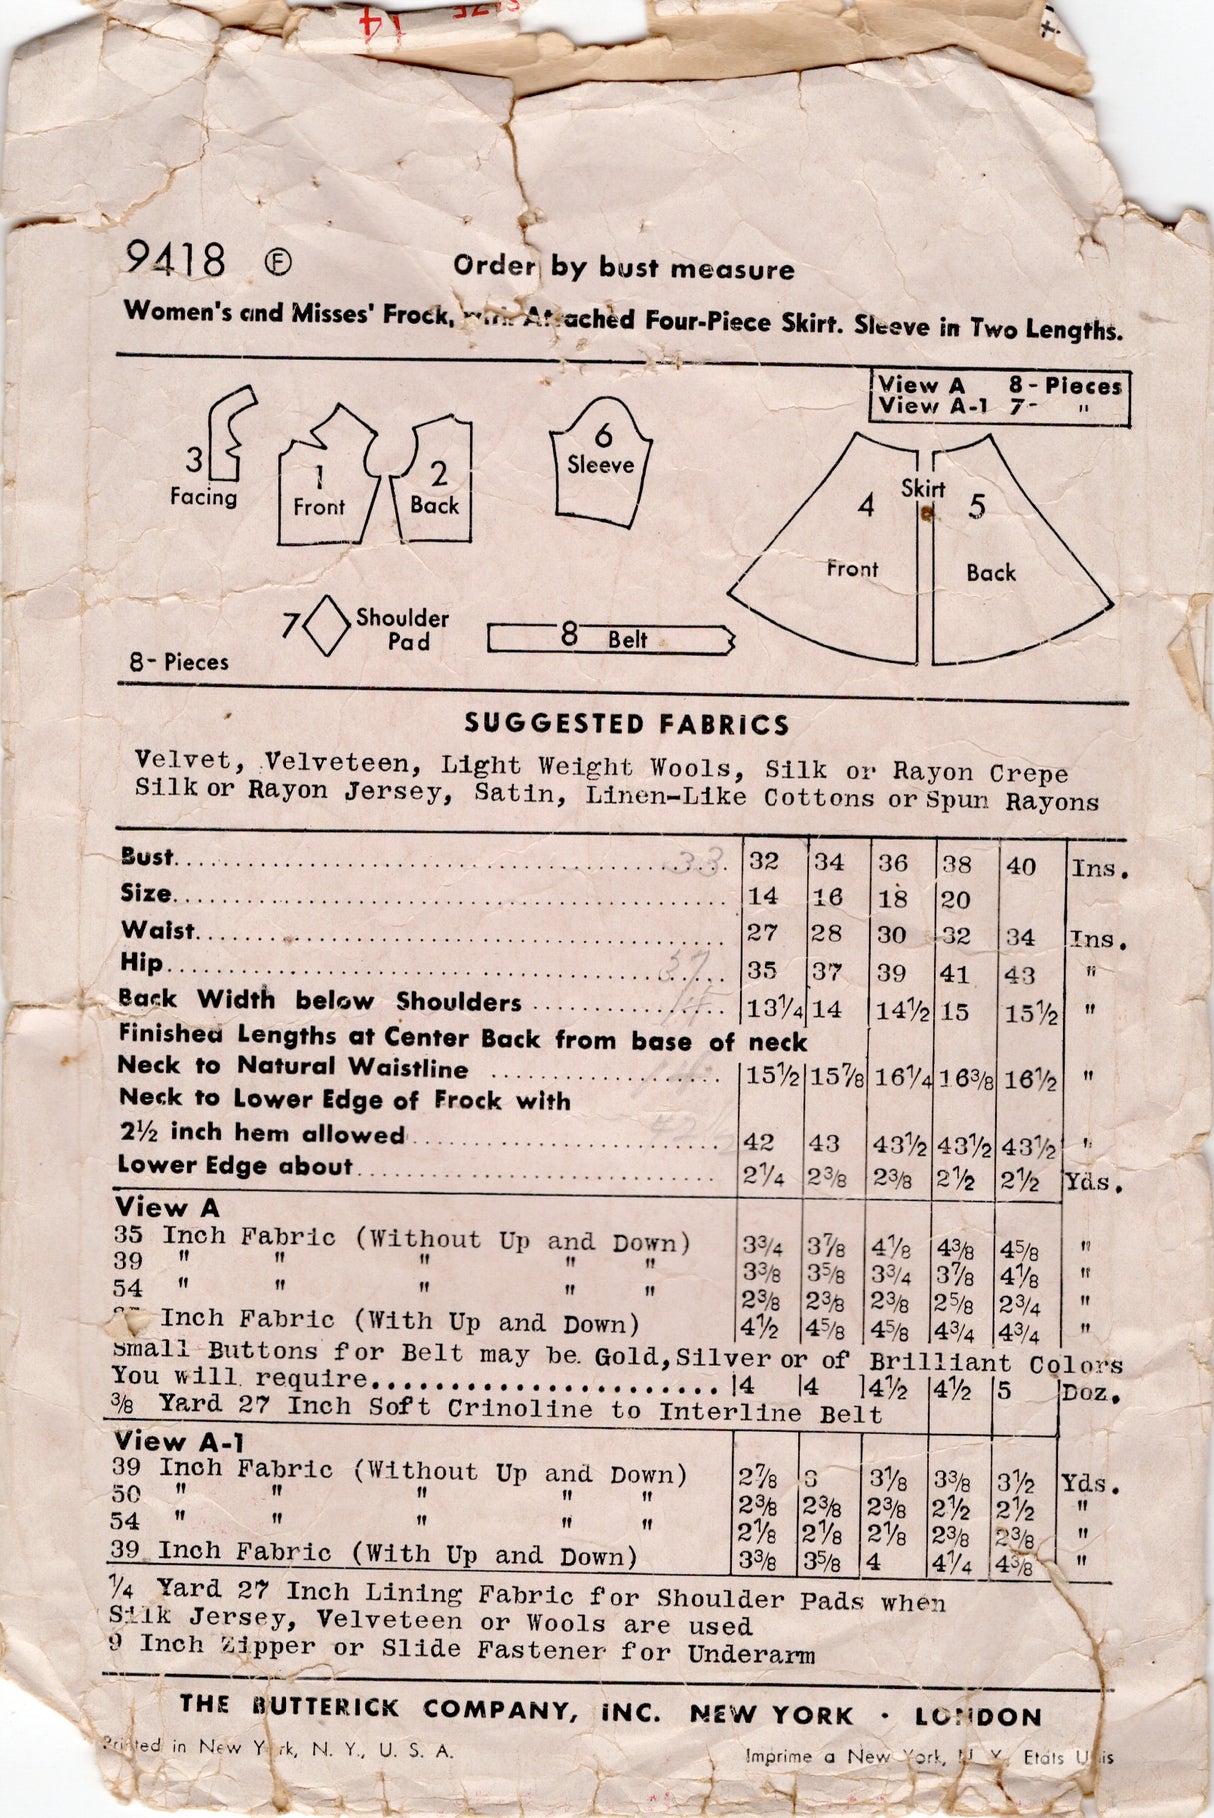 SIZE 14
9418 Ⓕ Order by bust measure
Women's and Misses' Frock, with Attached Four-Piece Skirt. Sleeve in Two Lengths.
View A 8-Pieces
View A-1 7- "
3 Facing
1 Front
2 Back
6 Sleeve
Skirt
4 Front
5 Back
7 Shoulder Pad
8 Belt
8-Pieces
SUGGESTED FABRICS
Velvet, Velveteen, Light Weight Wools, Silk or Rayon Crepe
Silk or Rayon Jersey, Satin, Linen-Like Cottons or Spun Rayons
Bust 33 32 34 36 38 40 Ins.
Size 14 16 18 20
Waist 27 28 30 32 34 Ins.
Hip 37 35 37 39 41 43 "
Back Width below Shoulders 13¼ 14 14½ 15 15½ "
Finished Lengths at Center Back from base of neck
Neck to Natural Waistline 15½ 15⅞ 16¼ 16⅜ 16½ "
Neck to Lower Edge of Frock with
2½ inch hem allowed 42 43 43½ 43½ 43½ "
Lower Edge about 2¼ 2⅜ 2⅜ 2½ 2½ Yds.
View A
35 Inch Fabric (Without Up and Down) 3¾ 3⅞ 4⅛ 4⅜ 4⅝ "
39 " " " " " 3⅜ 3⅝ 3¾ 3⅞ 4⅛ "
54 " " " " " 2⅜ 2⅜ 2⅜ 2⅝ 2¾ "
Inch Fabric (With Up and Down) 4½ 4⅝ 4⅝ 4¾ 4¾ "
Small Buttons for Belt may be Gold, Silver or of Brilliant Colors
You will require 4 4 4½ 4½ 5 Doz.
⅜ Yard 27 Inch Soft Crinoline to Interline Belt
View A-1
39 Inch Fabric (Without Up and Down) 2⅞ 3 3⅛ 3⅜ 3½ Yds.
50 " " " " " 2⅜ 2⅜ 2⅜ 2½ 2½ "
54 " " " " " 2⅛ 2⅛ 2⅛ 2⅜ 2⅜ "
39 Inch Fabric (With Up and Down) 3⅜ 3⅝ 4 4¼ 4⅜ "
¼ Yard 27 Inch Lining Fabric for Shoulder Pads when
Silk Jersey, Velveteen or Wools are used
9 Inch Zipper or Slide Fastener for Underarm
THE BUTTERICK COMPANY, INC. NEW YORK · LONDON
Printed in New York, N. Y., U. S. A. Imprime a New York, N. Y. Etats Unis